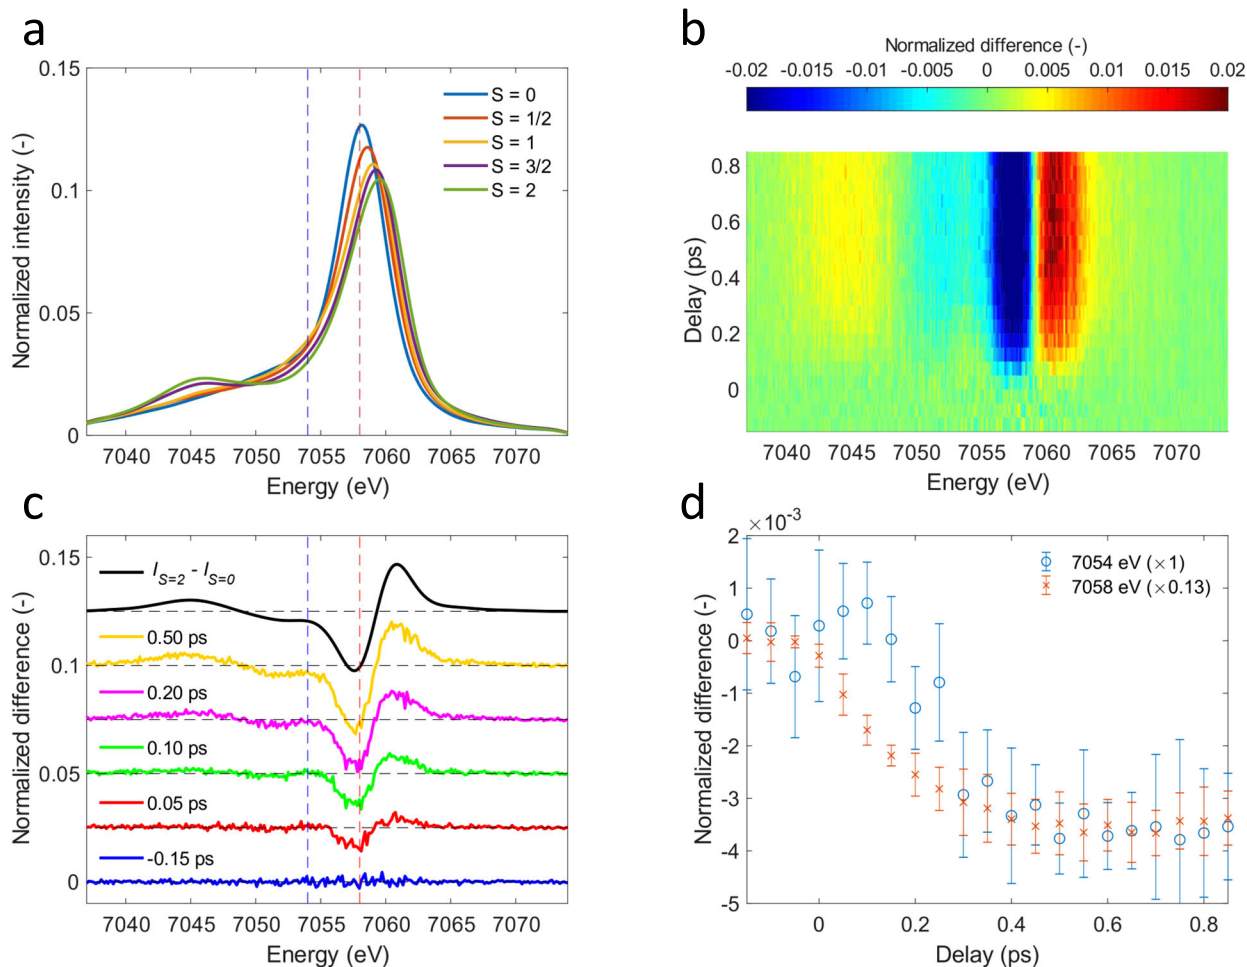 a
0.15
0.1
0.05
0
Normalized intensity (-)
S = 0
S = 1/2
S = 1
S = 3/2
S = 2
7040 7045 7050 7055 7060 7065 7070
Energy (eV)
b
Normalized difference (-)
-0.02 -0.015 -0.01 -0.005 0 0.005 0.01 0.015 0.02
0.8
0.6
0.4
0.2
0
Delay (ps)
7040 7045 7050 7055 7060 7065 7070
Energy (eV)
c
0.15
0.1
0.05
0
Normalized difference (-)
I_{S=2} - I_{S=0}
0.50 ps
0.20 ps
0.10 ps
0.05 ps
-0.15 ps
7040 7045 7050 7055 7060 7065 7070
Energy (eV)
d
×10⁻³
2
1
0
-1
-2
-3
-4
-5
Normalized difference (-)
7054 eV (×1)
7058 eV (×0.13)
0 0.2 0.4 0.6 0.8
Delay (ps)